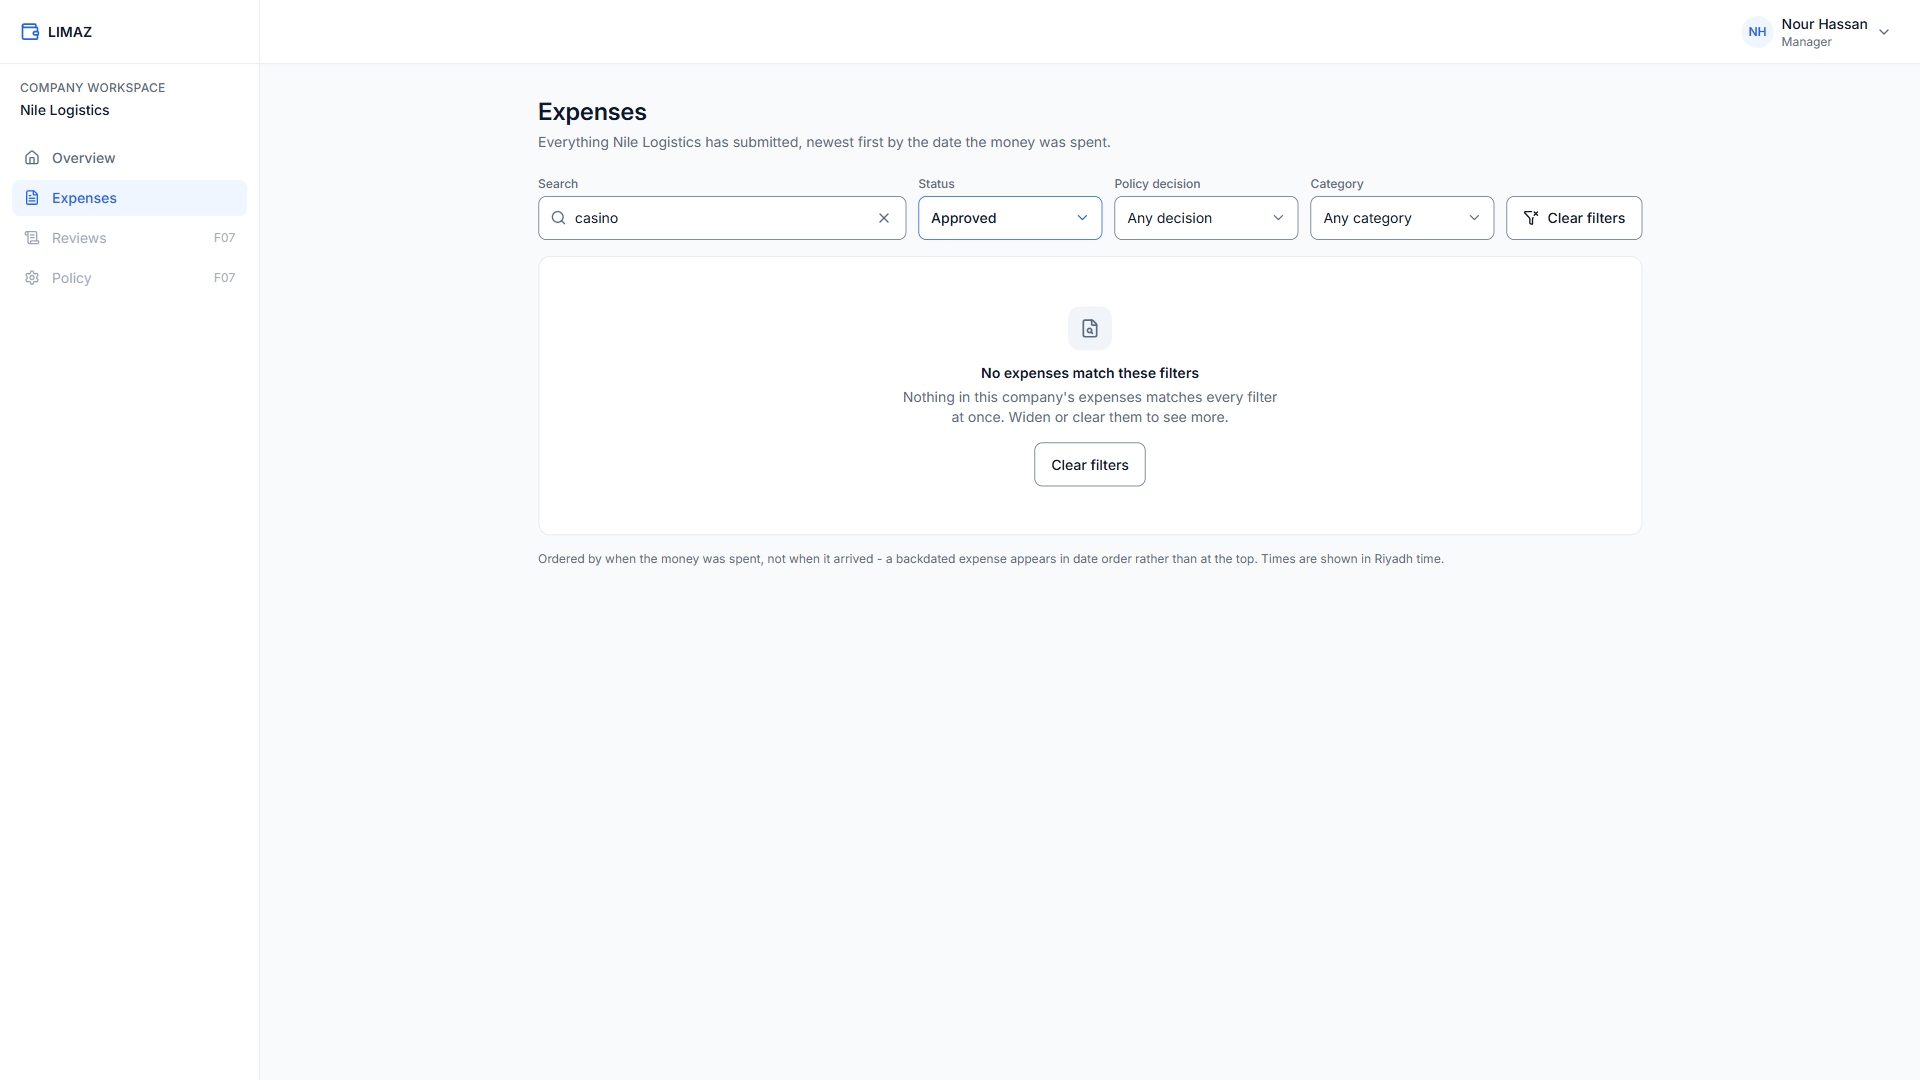 LIMAZ
NH
Nour Hassan
Manager
COMPANY WORKSPACE
Nile Logistics
Overview
Expenses
Reviews F07
Policy F07
Expenses
Everything Nile Logistics has submitted, newest first by the date the money was spent.
Search Status Policy decision Category
casino Approved Any decision Any category Clear filters
No expenses match these filters
Nothing in this company's expenses matches every filter
at once. Widen or clear them to see more.
Clear filters
Ordered by when the money was spent, not when it arrived - a backdated expense appears in date order rather than at the top. Times are shown in Riyadh time.